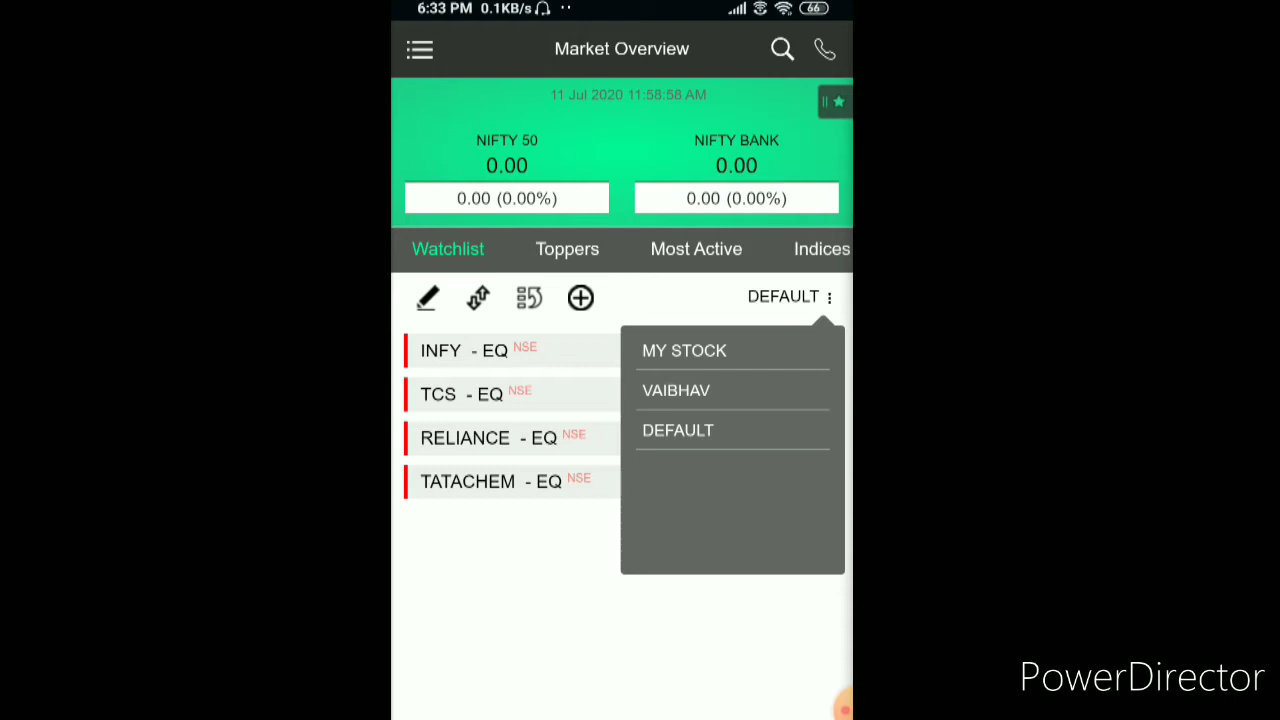 6:33 PM 0.1KB/s
66
Market Overview
11 Jul 2020 11:58:58 AM
NIFTY 50 NIFTY BANK
0.00 0.00
0.00 (0.00%) 0.00 (0.00%)
Watchlist Toppers Most Active Indices
DEFAULT
INFY - EQ NSE
TCS - EQ NSE
RELIANCE - EQ NSE
TATACHEM - EQ NSE
MY STOCK
VAIBHAV
DEFAULT
PowerDirector